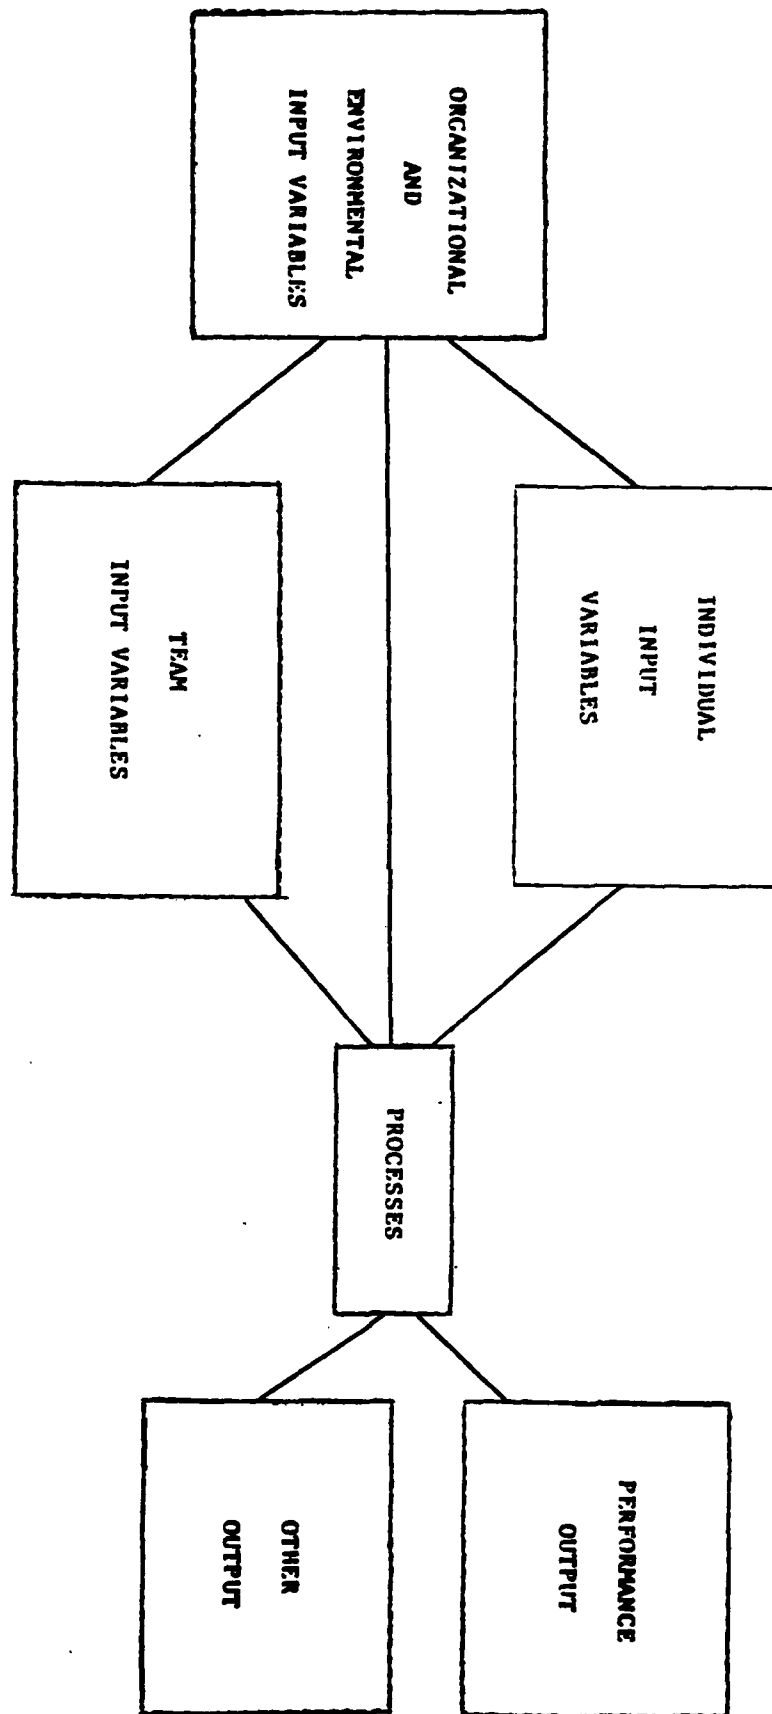 ORGANIZATIONAL
AND
ENVIRONMENTAL
INPUT VARIABLES
INDIVIDUAL
INPUT
VARIABLES
TEAM
INPUT VARIABLES
PROCESSES
PERFORMANCE
OUTPUT
OTHER
OUTPUT